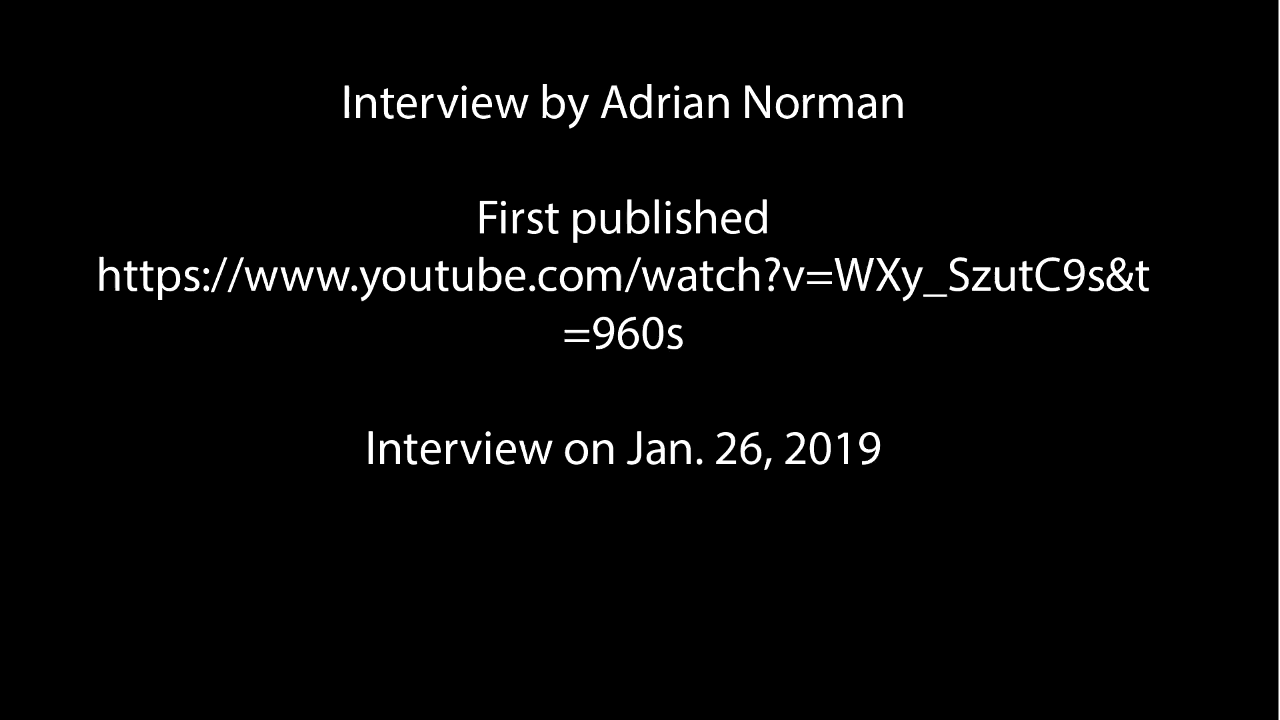 Interview by Adrian Norman
First published
https://www.youtube.com/watch?v=WXy_SzutC9s&t
=960s
Interview on Jan. 26, 2019